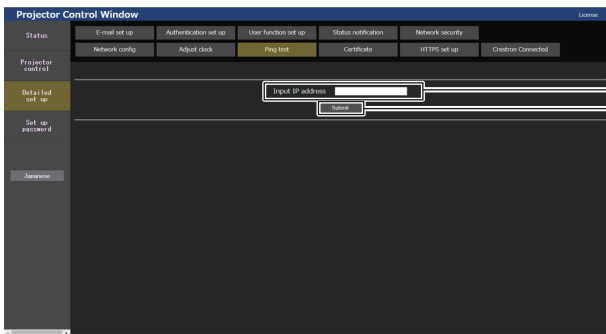 Projector Control Window
License
Status
E-mail set up
Authentication set up
User function set up
Status notification
Network security
Network config
Adjust clock
Ping test
Certificate
HTTPS set up
Crestron Connected
Projector
control
Detailed
set up
Set up
password
Japanese
Input IP address
Submit